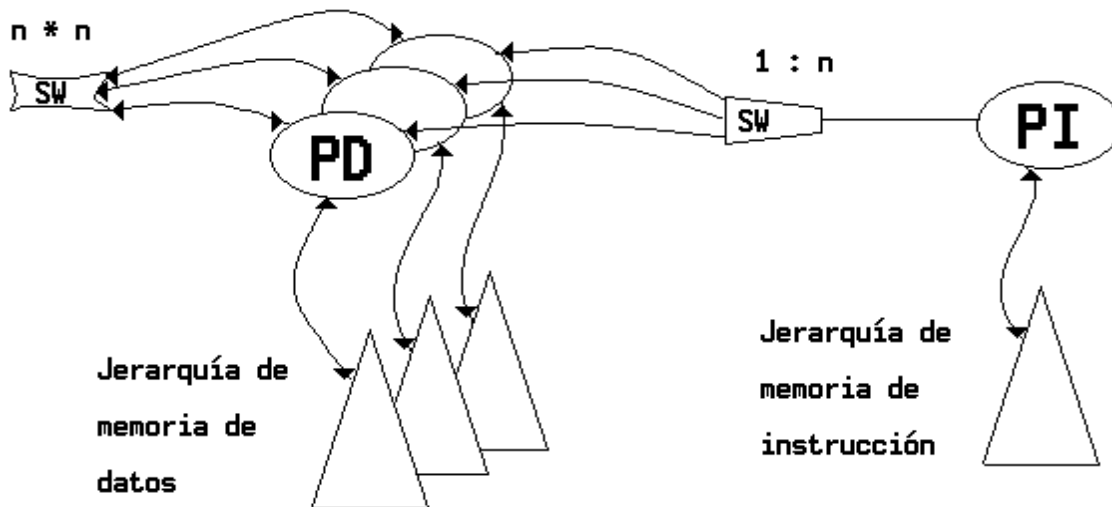 n * n
SW
1 : n
SW
PI
PD
Jerarquía de
memoria de
datos
Jerarquía de
memoria de
instrucción